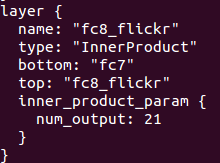 layer {
  name: "fc8_flickr"
  type: "InnerProduct"
  bottom: "fc7"
  top: "fc8_flickr"
  inner_product_param {
    num_output: 21
  }
}